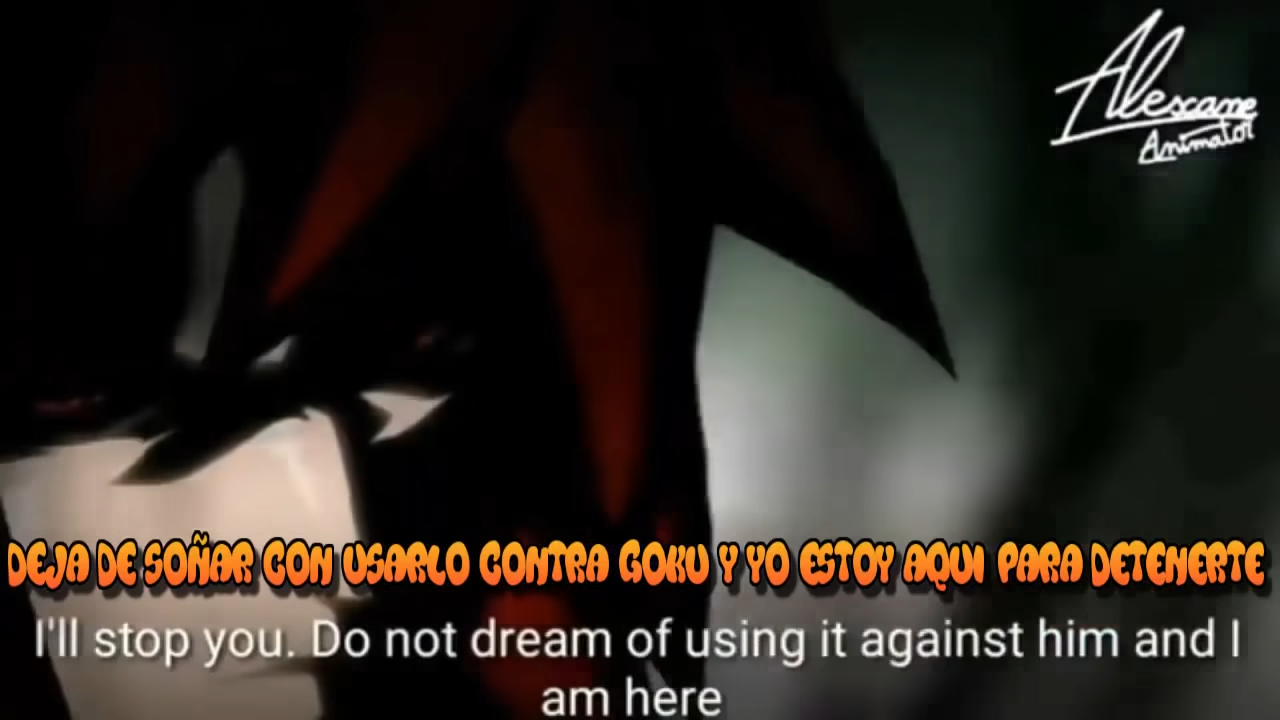 Alexane
Animator
DEJA DE SOÑAR CON USARLO CONTRA GOKU Y YO ESTOY AQUI PARA DETENERTE
I'll stop you. Do not dream of using it against him and I
am here